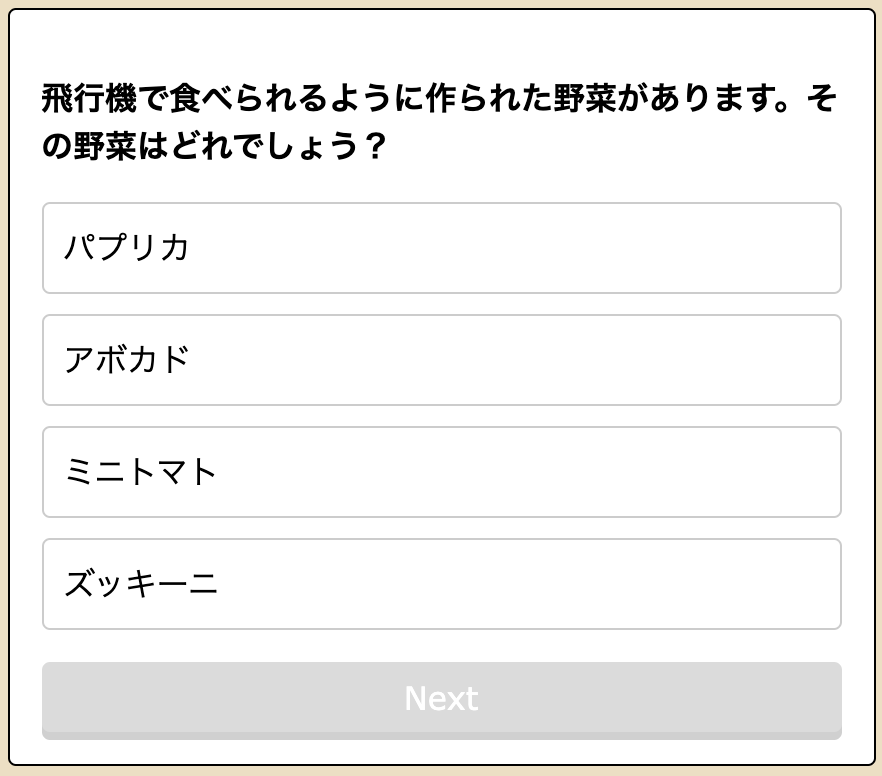 飛行機で食べられるように作られた野菜があります。そ
の野菜はどれでしょう？
パプリカ
アボカド
ミニトマト
ズッキーニ
Next